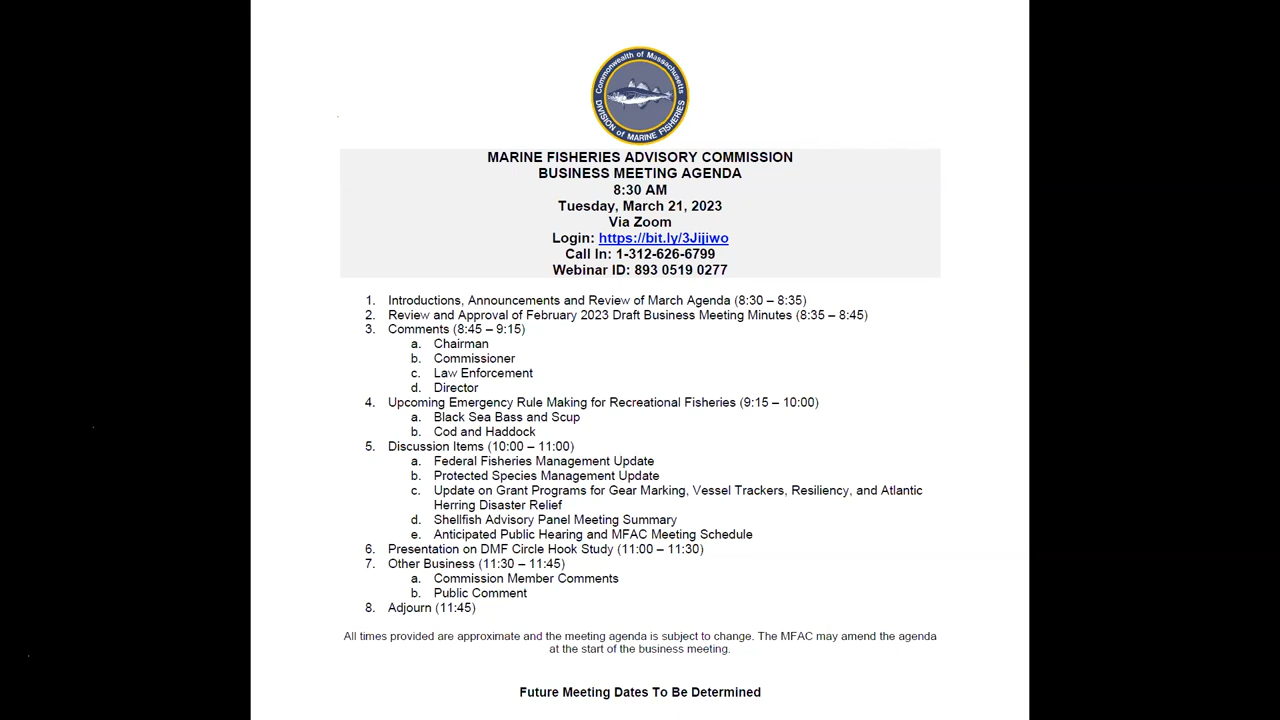 Commonwealth of Massachusetts
DIVISION of MARINE FISHERIES
MARINE FISHERIES ADVISORY COMMISSION
BUSINESS MEETING AGENDA
8:30 AM
Tuesday, March 21, 2023
Via Zoom
Login: https://bit.ly/3Jijiwo
Call In: 1-312-626-6799
Webinar ID: 893 0519 0277
1. Introductions, Announcements and Review of March Agenda (8:30 – 8:35)
2. Review and Approval of February 2023 Draft Business Meeting Minutes (8:35 – 8:45)
3. Comments (8:45 – 9:15)
a. Chairman
b. Commissioner
c. Law Enforcement
d. Director
4. Upcoming Emergency Rule Making for Recreational Fisheries (9:15 – 10:00)
a. Black Sea Bass and Scup
b. Cod and Haddock
5. Discussion Items (10:00 – 11:00)
a. Federal Fisheries Management Update
b. Protected Species Management Update
c. Update on Grant Programs for Gear Marking, Vessel Trackers, Resiliency, and Atlantic
Herring Disaster Relief
d. Shellfish Advisory Panel Meeting Summary
e. Anticipated Public Hearing and MFAC Meeting Schedule
6. Presentation on DMF Circle Hook Study (11:00 – 11:30)
7. Other Business (11:30 – 11:45)
a. Commission Member Comments
b. Public Comment
8. Adjourn (11:45)
All times provided are approximate and the meeting agenda is subject to change. The MFAC may amend the agenda
at the start of the business meeting.
Future Meeting Dates To Be Determined